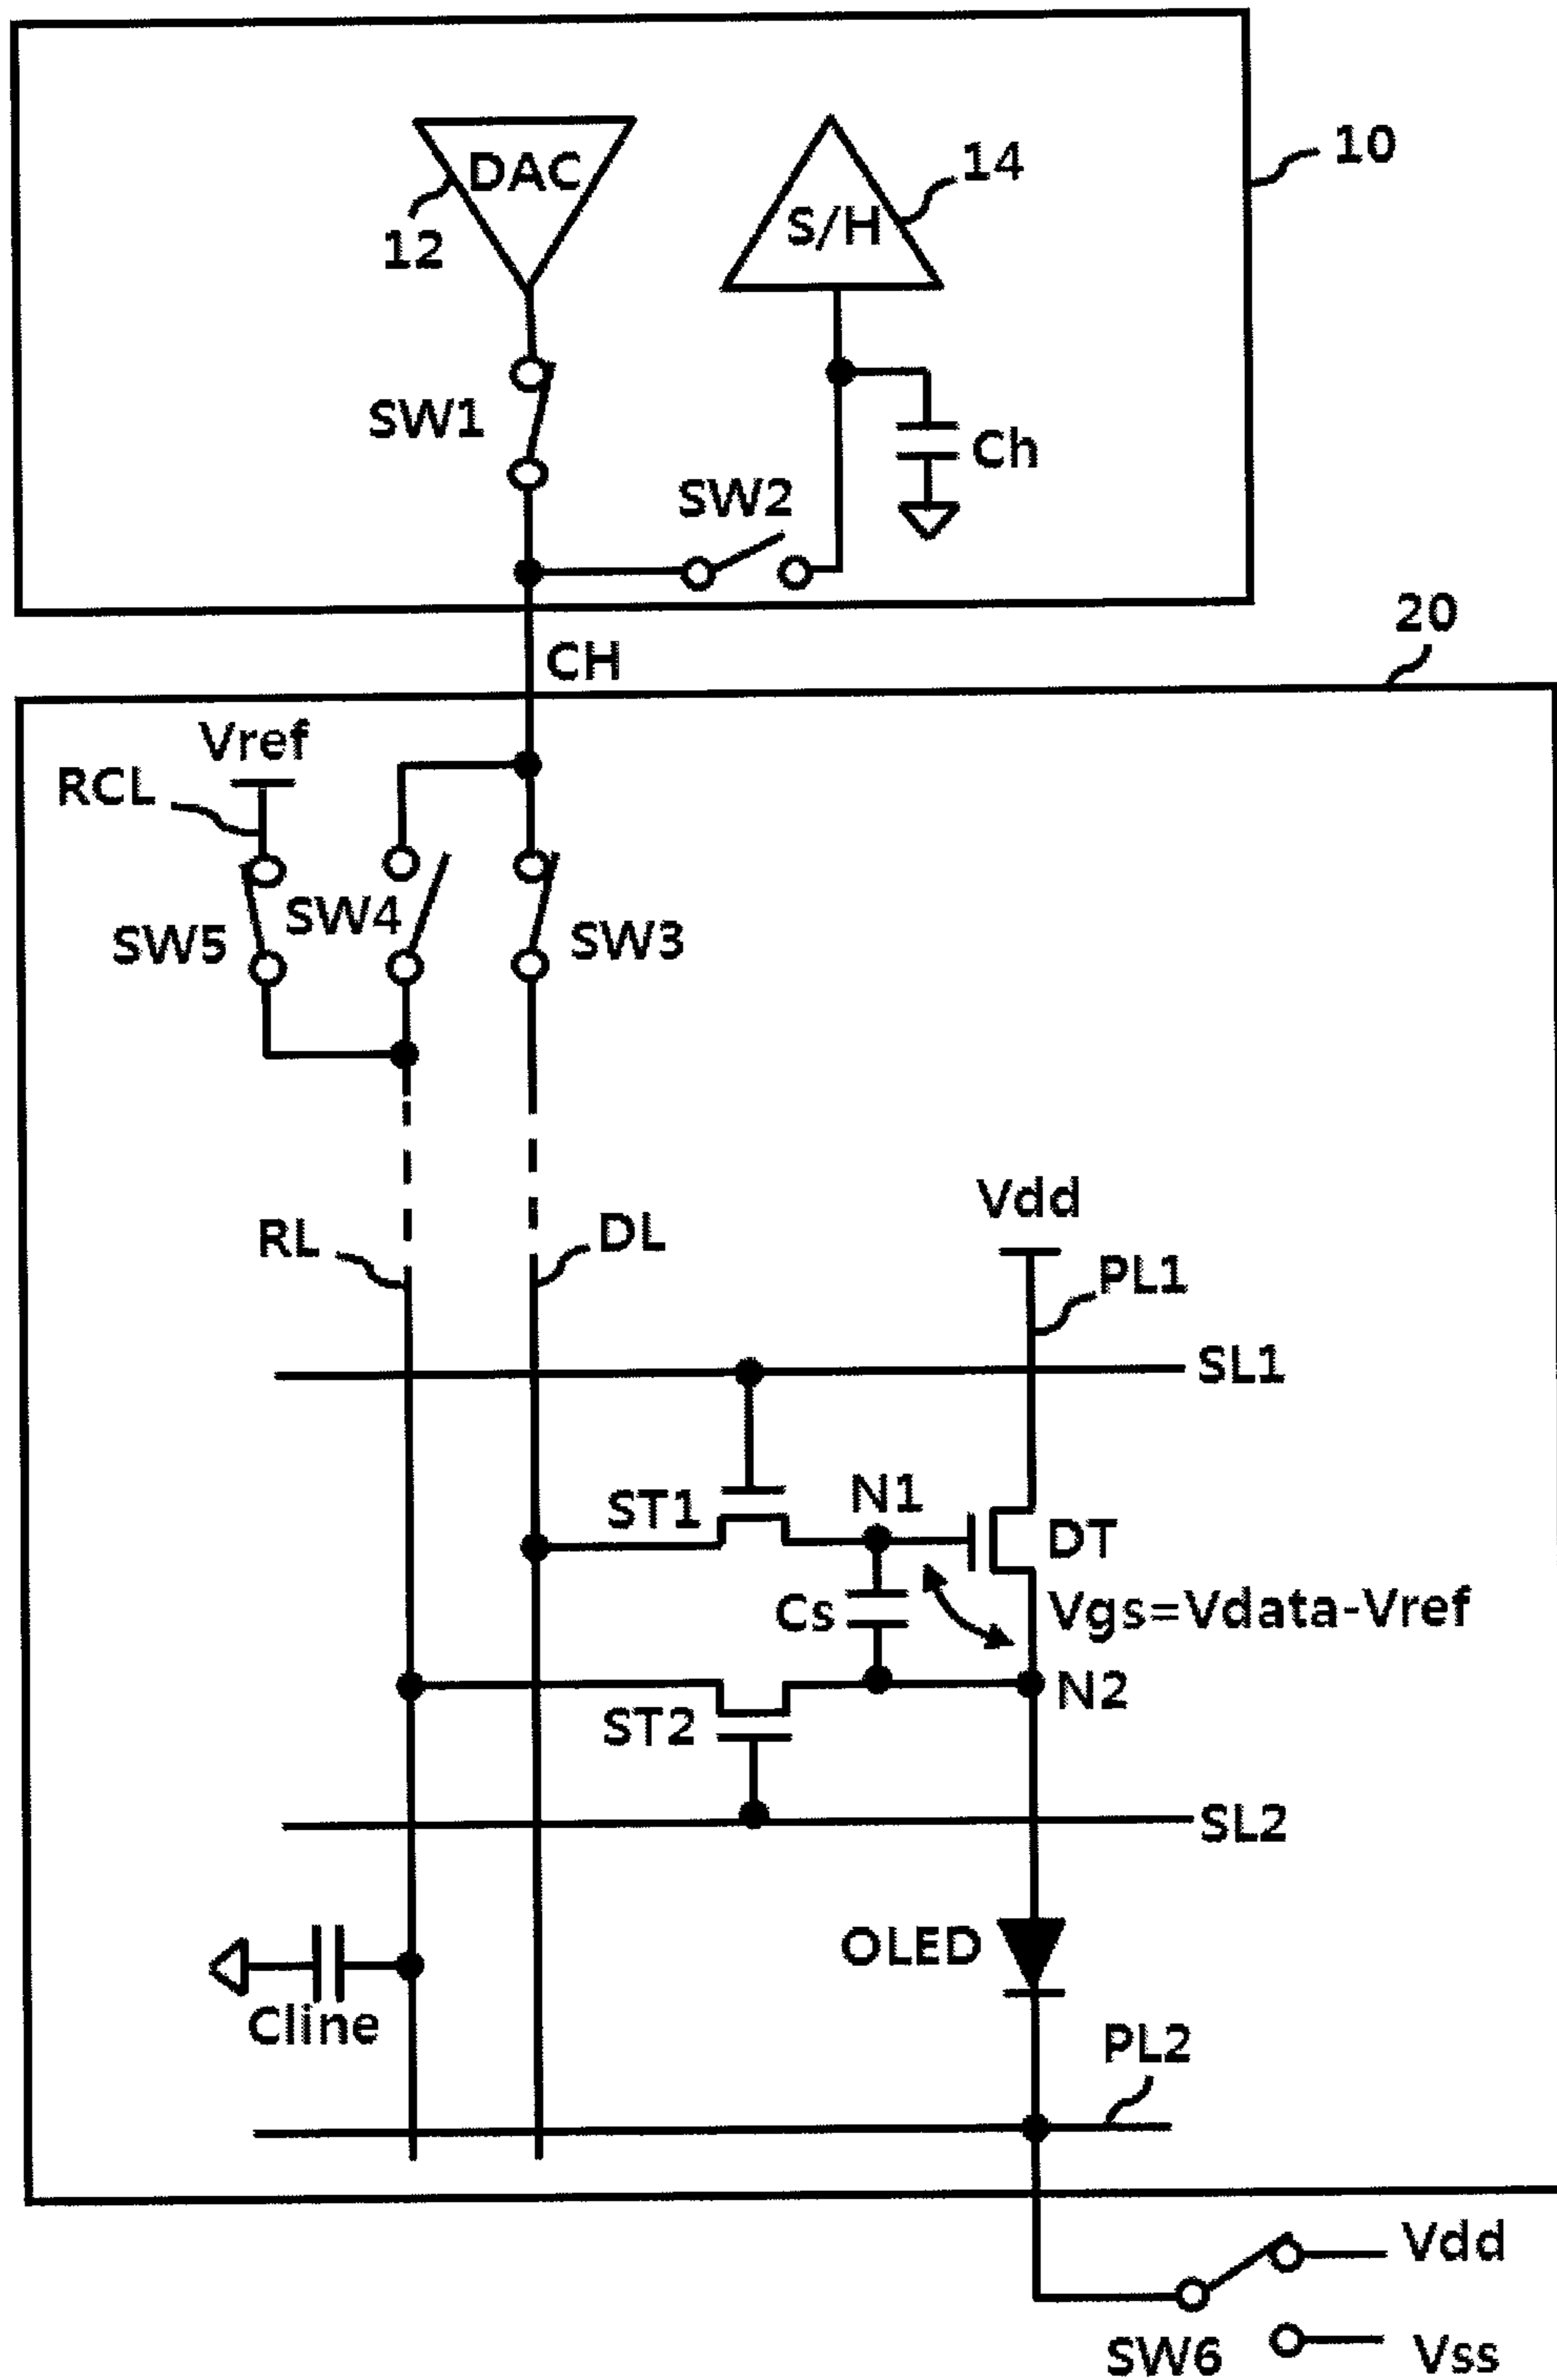 DAC
12
S/H
14
10
SW1
Ch
SW2
CH
20
Vref
RCL
SW5
SW4
SW3
RL
DL
Vdd
PL1
SL1
ST1
N1
DT
Cs
Vgs=Vdata-Vref
N2
ST2
SL2
OLED
Cline
PL2
Vdd
SW6
Vss